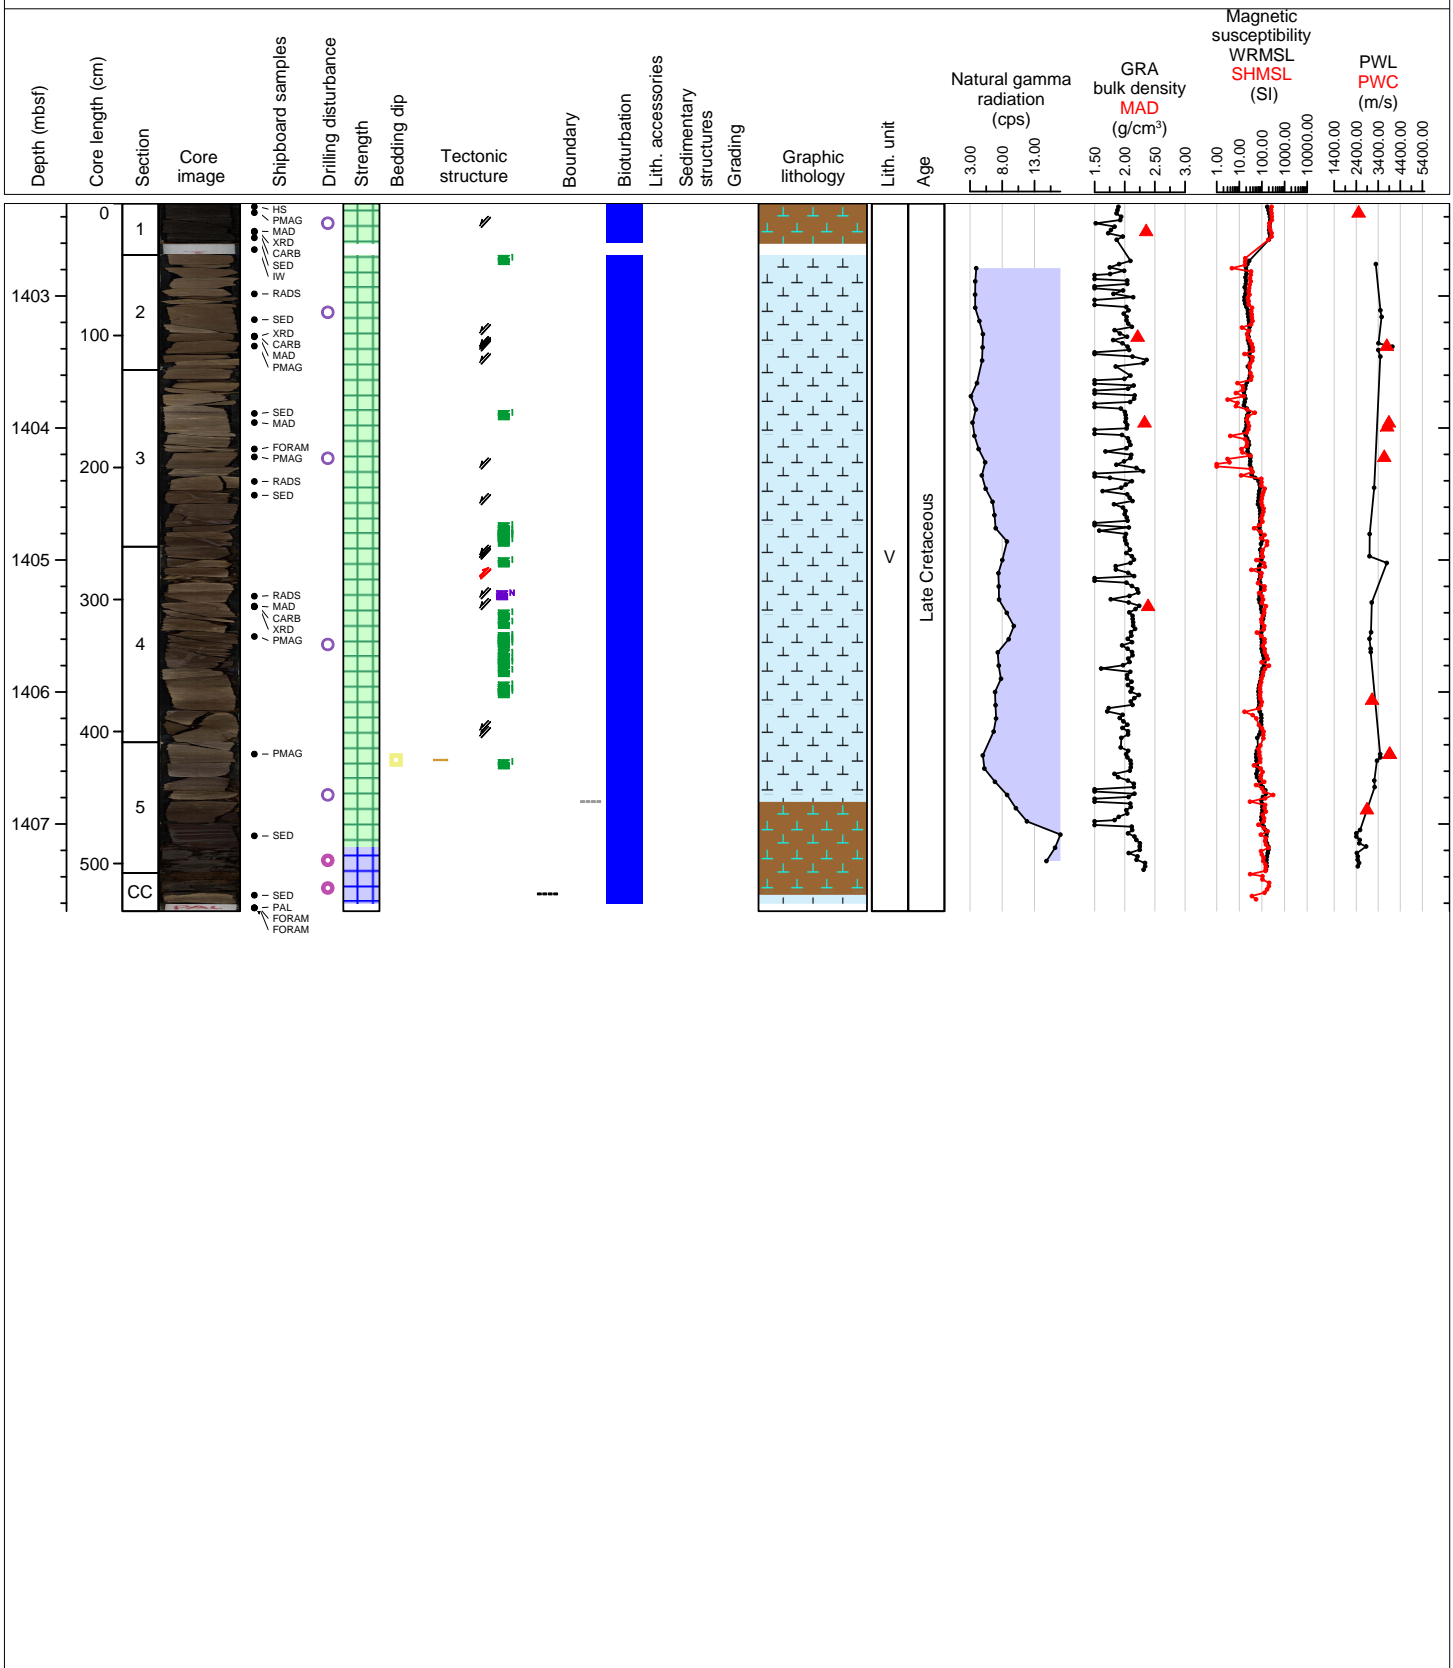 Depth (mbsf)
Core length (cm)
Section
Core
image
Shipboard samples
Drilling disturbance
Strength
Bedding dip
Tectonic
structure
Boundary
Bioturbation
Lith. accessories
Sedimentary
structures
Grading
Graphic
lithology
Lith. unit
Age
Natural gamma
radiation
(cps)
3.00
8.00
13.00
GRA
bulk density
MAD
(g/cm³)
1.50
2.00
2.50
3.00
Magnetic
susceptibility
WRMSL
SHMSL
(SI)
1.00
10.00
100.00
1000.00
10000.00
PWL
PWC
(m/s)
1400.00
2400.00
3400.00
4400.00
5400.00
1403
1404
1405
1406
1407
0
100
200
300
400
500
1
2
3
4
5
CC
HS
PMAG
MAD
XRD
CARB
SED
IW
RADS
SED
XRD
CARB
MAD
PMAG
SED
MAD
FORAM
PMAG
RADS
SED
RADS
MAD
CARB
XRD
PMAG
PMAG
SED
SED
PAL
FORAM
FORAM
PAL
N
V
Late Cretaceous